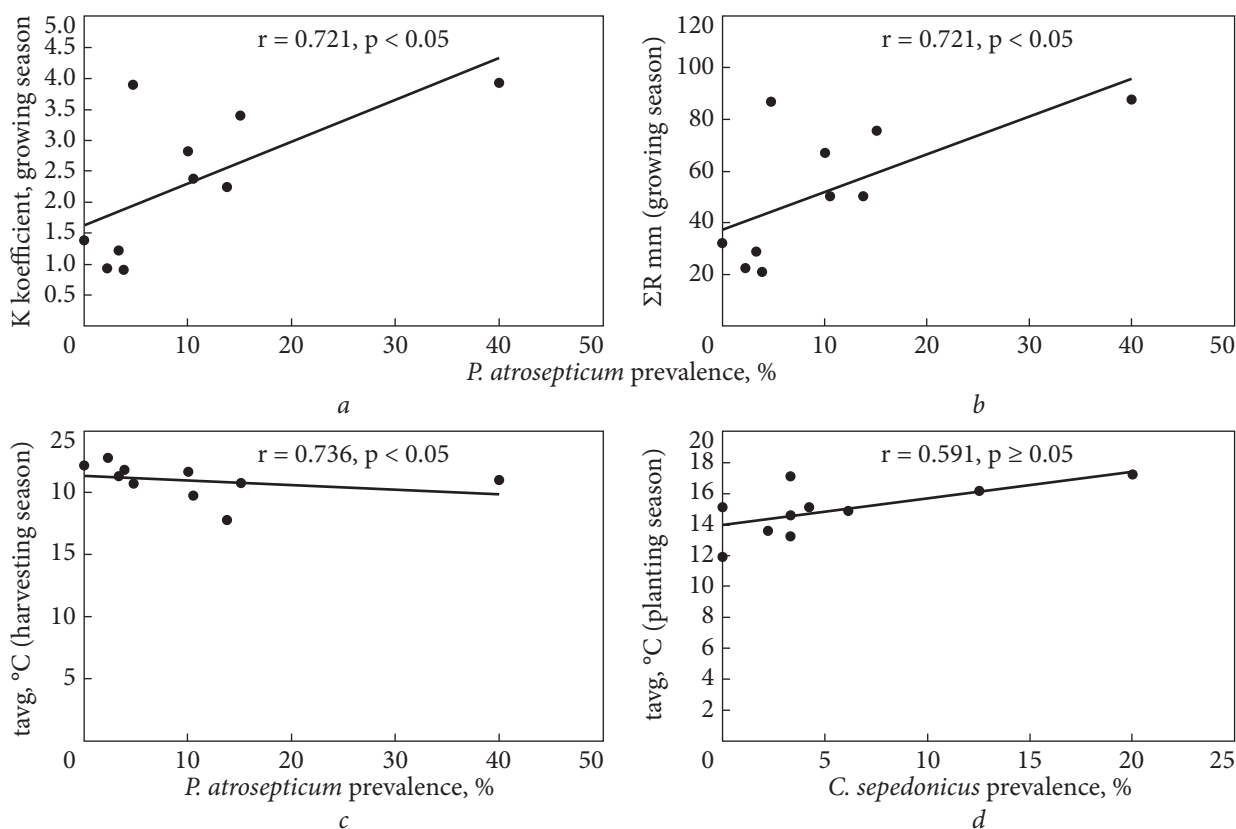 K koefficient, growing season
5.0
4.5
4.0
3.5
3.0
2.5
2.0
1.5
1.0
0.5
r = 0.721, p < 0.05
0 10 20 30 40 50
ΣR mm (growing season)
120
100
80
60
40
20
r = 0.721, p < 0.05
0 10 20 30 40 50
P. atrosepticum prevalence, %
a
b
tavg, °C (harvesting season)
25
10
15
10
5
r = 0.736, p < 0.05
0 10 20 30 40 50
P. atrosepticum prevalence, %
c
tavg, °C (planting season)
20
18
16
14
12
10
8
6
4
2
r = 0.591, p ≥ 0.05
0 5 10 15 20 25
C. sepedonicus prevalence, %
d